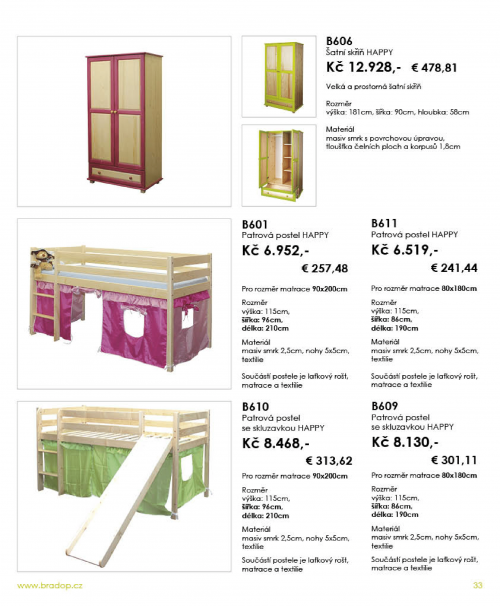 B606
Šatní skříň HAPPY
Kč 12.928,- € 478,81
Velká a prostorná šatní skříň
Rozměr
výška: 181cm, šířka: 90cm, hloubka: 58cm
Materiál
masiv smrk s povrchovou úpravou,
tloušťka čelních ploch a korpusů 1,8cm
B601
Patrová postel HAPPY
Kč 6.952,-
€ 257,48
Pro rozměr matrace 90x200cm
Rozměr
výška: 115cm,
šířka: 96cm,
délka: 210cm
Materiál
masiv smrk 2,5cm, nohy 5x5cm,
textilie
Součástí postele je laťkový rošt,
matrace a textilie
B611
Patrová postel HAPPY
Kč 6.519,-
€ 241,44
Pro rozměr matrace 80x180cm
Rozměr
výška: 115cm,
šířka: 86cm,
délka: 190cm
Materiál
masiv smrk 2,5cm, nohy 5x5cm,
textilie
Součástí postele je laťkový rošt,
matrace a textilie
B610
Patrová postel
se skluzavkou HAPPY
Kč 8.468,-
€ 313,62
Pro rozměr matrace 90x200cm
Rozměr
výška: 115cm,
šířka: 96cm,
délka: 210cm
Materiál
masiv smrk 2,5cm, nohy 5x5cm,
textilie
Součástí postele je laťkový rošt,
matrace a textilie
B609
Patrová postel
se skluzavkou HAPPY
Kč 8.130,-
€ 301,11
Pro rozměr matrace 80x180cm
Rozměr
výška: 115cm,
šířka: 86cm,
délka: 190cm
Materiál
masiv smrk 2,5cm, nohy 5x5cm,
textilie
Součástí postele je laťkový rošt,
matrace a textilie
www.bradop.cz
33